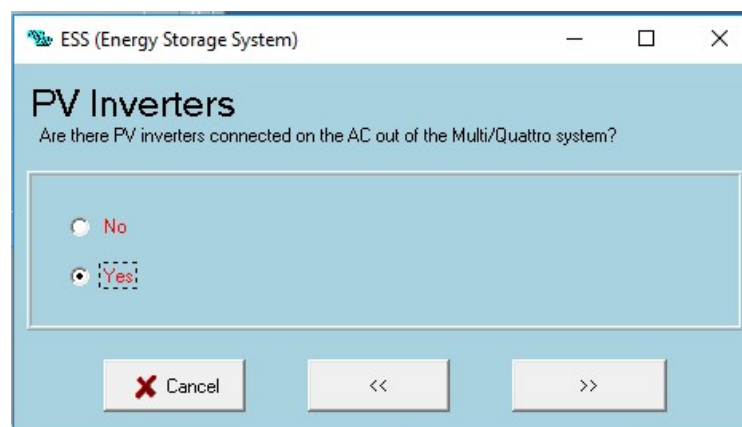 ESS (Energy Storage System)
PV Inverters
Are there PV inverters connected on the AC out of the Multi/Quattro system?
No
Yes
Cancel
<<
>>